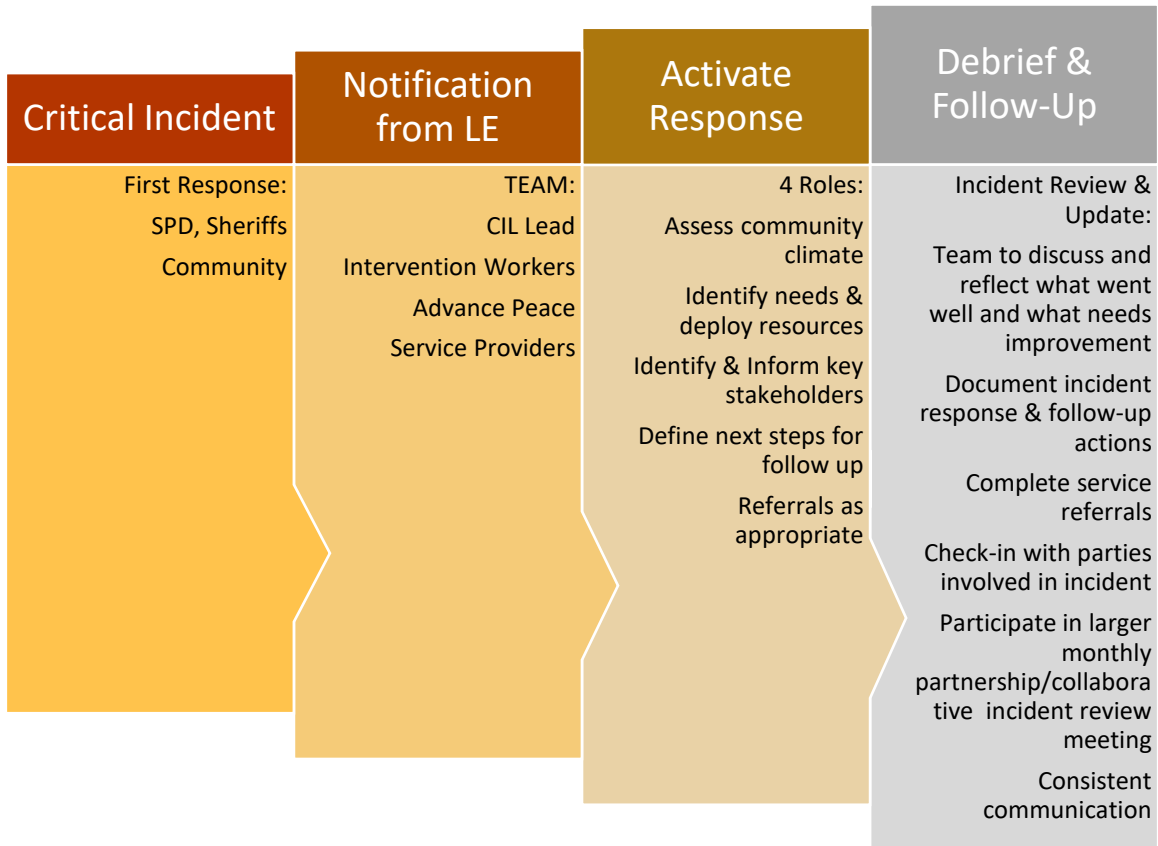 Critical Incident
First Response:
SPD, Sheriffs
Community
Notification
from LE
TEAM:
CIL Lead
Intervention Workers
Advance Peace
Service Providers
Activate
Response
4 Roles:
Assess community
climate
Identify needs &
deploy resources
Identify & Inform key
stakeholders
Define next steps for
follow up
Referrals as
appropriate
Debrief &
Follow-Up
Incident Review &
Update:
Team to discuss and
reflect what went
well and what needs
improvement
Document incident
response & follow-up
actions
Complete service
referrals
Check-in with parties
involved in incident
Participate in larger
monthly
partnership/collabora
tive incident review
meeting
Consistent
communication